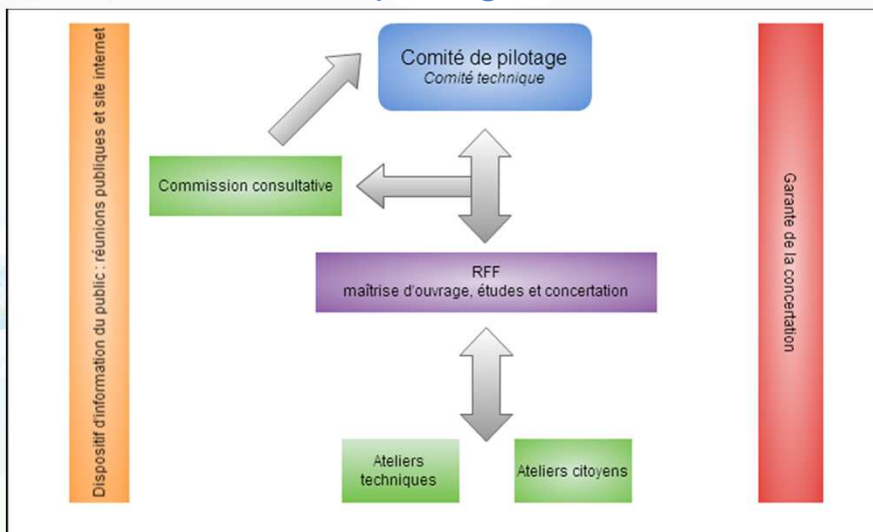 Comité de pilotage
Comité technique
Commission consultative
RFF
maîtrise d'ouvrage, études et concertation
Ateliers
techniques
Ateliers citoyens
Dispositif d'information du public : réunions publiques et site internet
Garante de la concertation